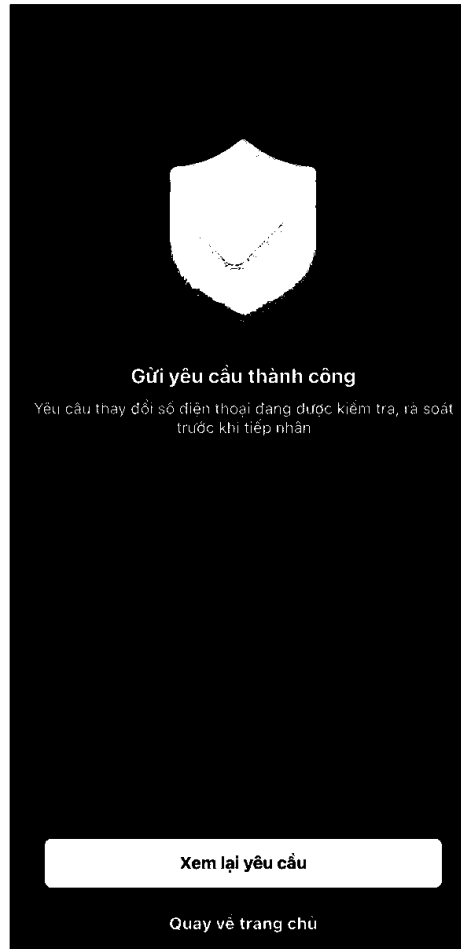 Gửi yêu cầu thành công
Yêu cầu thay đổi số điện thoại đang được kiểm tra, rà soát
trước khi tiếp nhận
Xem lại yêu cầu
Quay về trang chủ